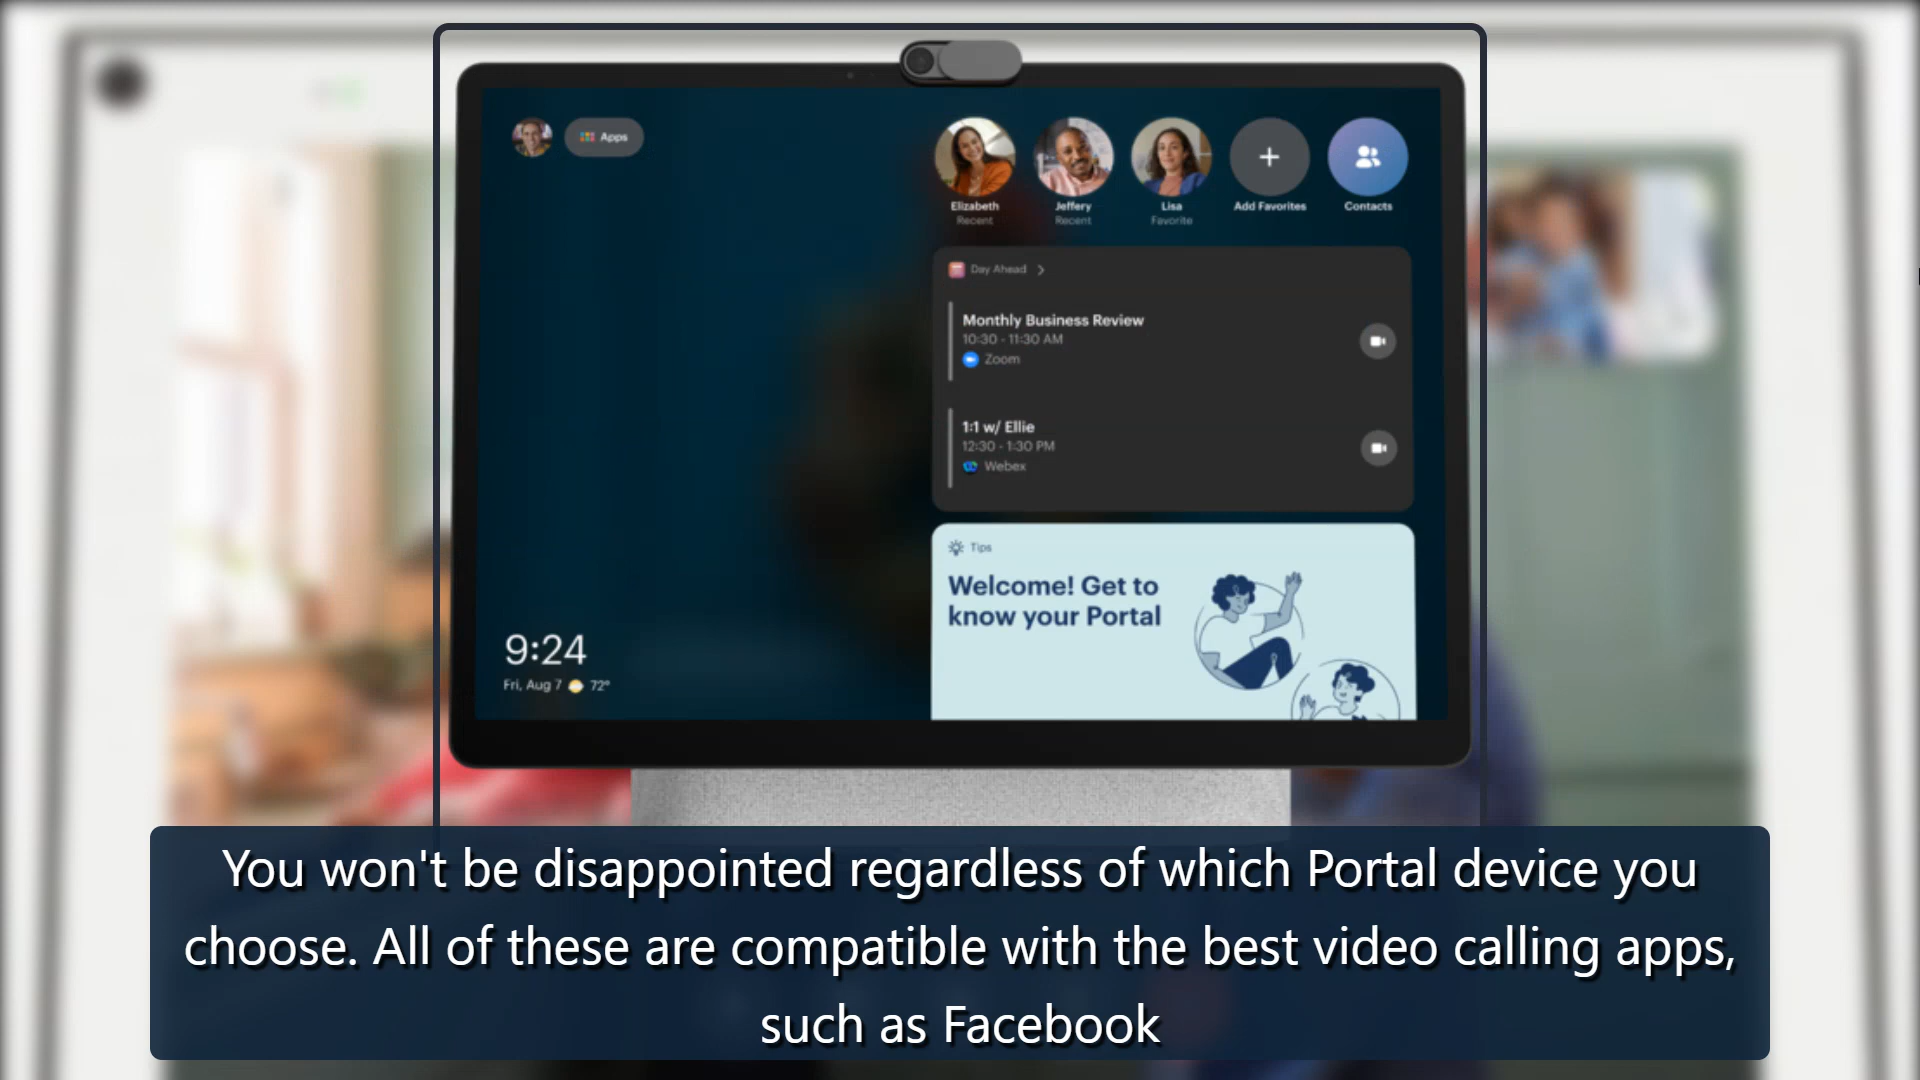 Apps
Elizabeth
Recent
Jeffery
Recent
Lisa
Favorite
Add Favorites
Contacts
Day Ahead
Monthly Business Review
10:30 - 11:30 AM
Zoom
1:1 w/ Ellie
12:30 - 1:30 PM
Webex
Tips
Welcome! Get to
know your Portal
9:24
Fri, Aug 7 72°
You won't be disappointed regardless of which Portal device you
choose. All of these are compatible with the best video calling apps,
such as Facebook